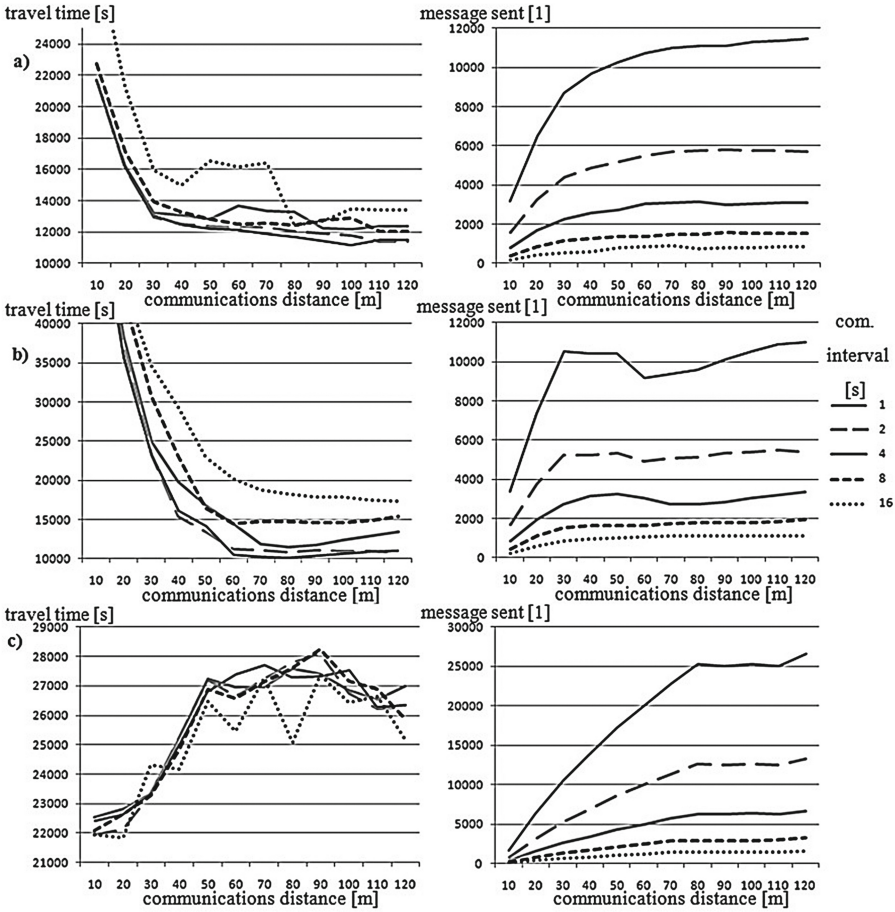 travel time [s]
message sent [1]
a)
24000
22000
20000
18000
16000
14000
12000
10000
10 20 30 40 50 60 70 80 90 100 110 120
communications distance [m]
12000
10000
8000
6000
4000
2000
0
10 20 30 40 50 60 70 80 90 100 110 120
communications distance [m]
travel time [s]
message sent [1]
b)
40000
35000
30000
25000
20000
15000
10000
10 20 30 40 50 60 70 80 90 100 110 120
communications distance [m]
12000
10000
8000
6000
4000
2000
0
10 20 30 40 50 60 70 80 90 100 110 120
communications distance [m]
com.
interval
[s]
1
2
4
8
16
travel time [s]
message sent [1]
c)
29000
28000
27000
26000
25000
24000
23000
22000
21000
10 20 30 40 50 60 70 80 90 100 110 120
communications distance [m]
30000
25000
20000
15000
10000
5000
0
10 20 30 40 50 60 70 80 90 100 110 120
communications distance [m]